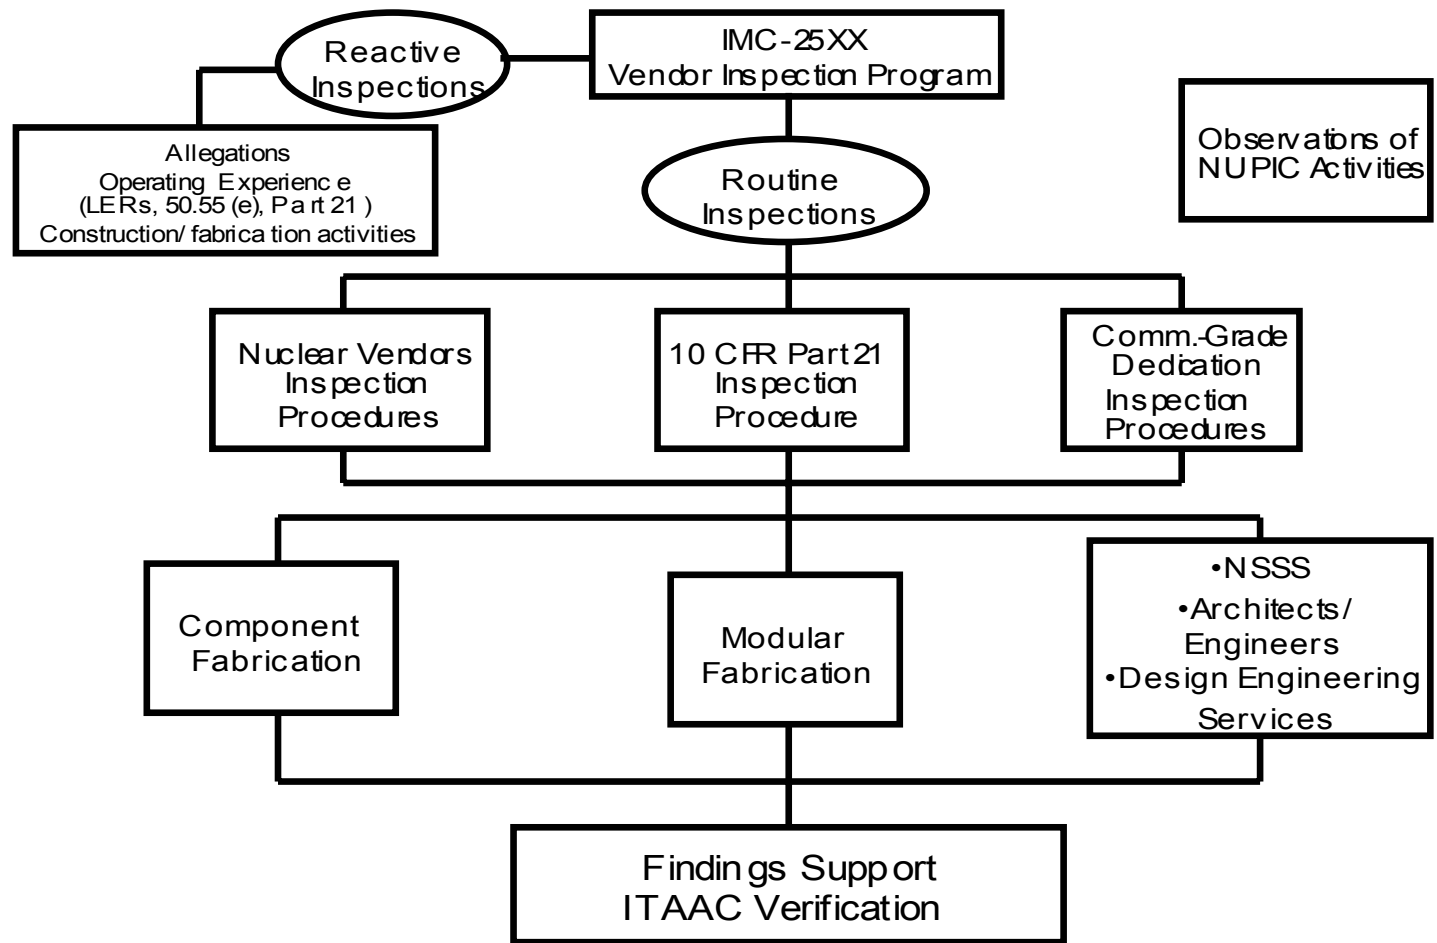 Reactive
Inspections
IMC-25XX
Vendor Inspection Program
Allegations
Operating Experience
(LERs, 50.55 (e), Part 21 )
Construction/ fabrication activities
Routine
Inspections
Observations of
NUPIC Activities
Nuclear Vendors
Inspection
Procedures
10 CFR Part 21
Inspection
Procedure
Comm.-Grade
Dedication
Inspection
Procedures
Component
Fabrication
Modular
Fabrication
•NSSS
•Architects/
Engineers
•Design Engineering
Services
Findings Support
ITAAC Verification